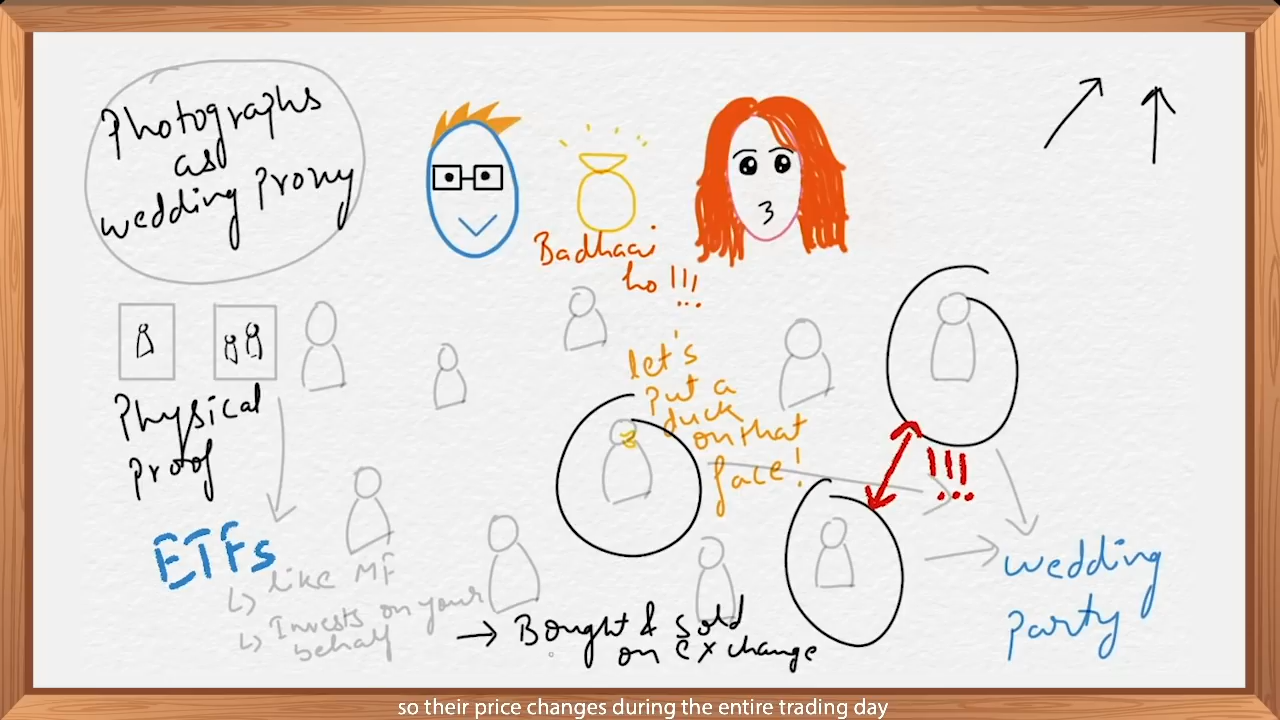 Photographs
as
wedding Proxy
Badhaai
ho !!!
let's
Put a
duck
on that
face!
Physical
Proof
!!!
ETFs
↳ like MF
↳ Invests on your
behalf
→ Bought & sold
on exchange
wedding
Party
so their price changes during the entire trading day